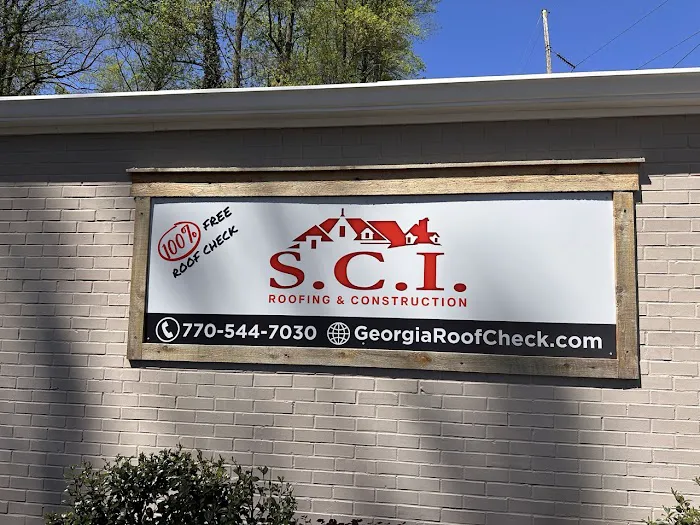 100% FREE
ROOF CHECK
S.C.I.
ROOFING & CONSTRUCTION
770-544-7030 GeorgiaRoofCheck.com